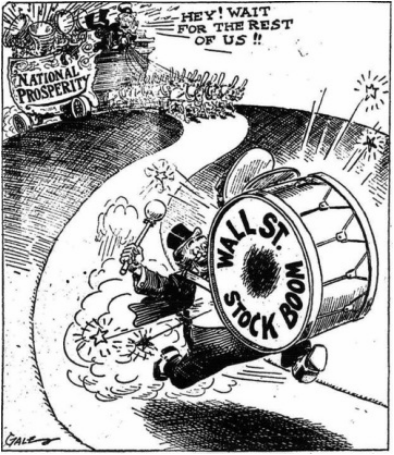 HEY! WAIT
FOR THE REST
OF US!!
NATIONAL
PROSPERITY
WALL ST.
STOCK BOOM
GALE